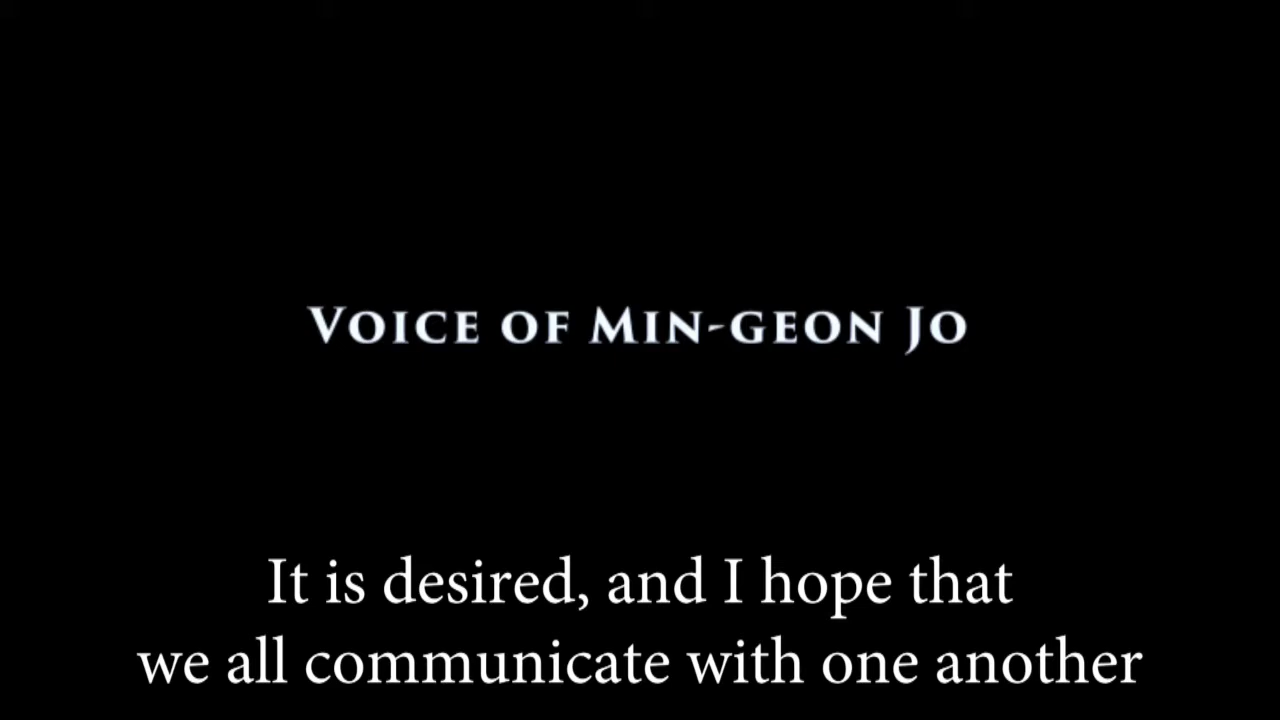 Voice of Min-geon Jo
It is desired, and I hope that
we all communicate with one another